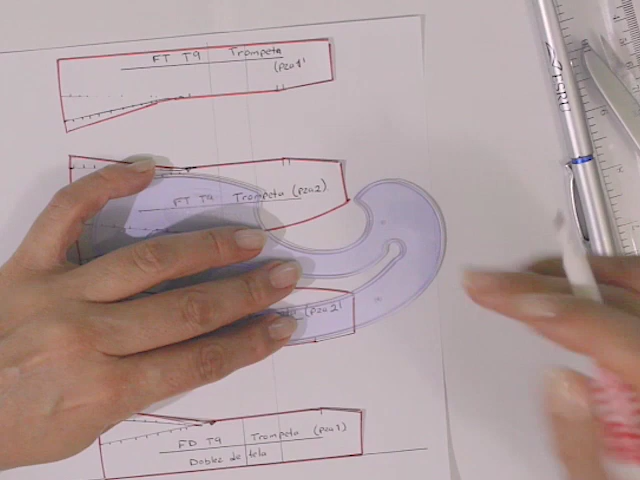 FT T9 Trompeta
(pza1)
FT T9 Trompeta (pza2)
(pza2)
FD T9 Trompeta (pza1)
Doblez de tela